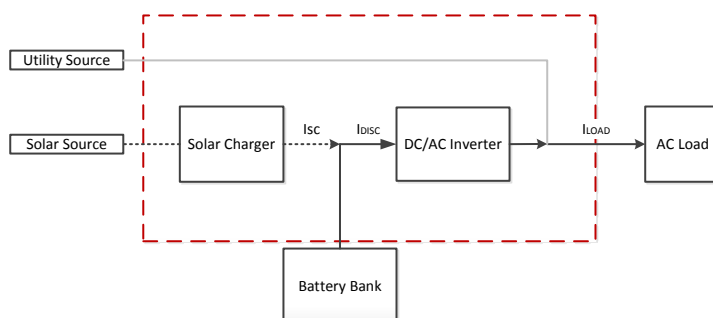 Utility Source
Solar Source
Solar Charger
ISC
IDISC
DC/AC Inverter
ILOAD
AC Load
Battery Bank